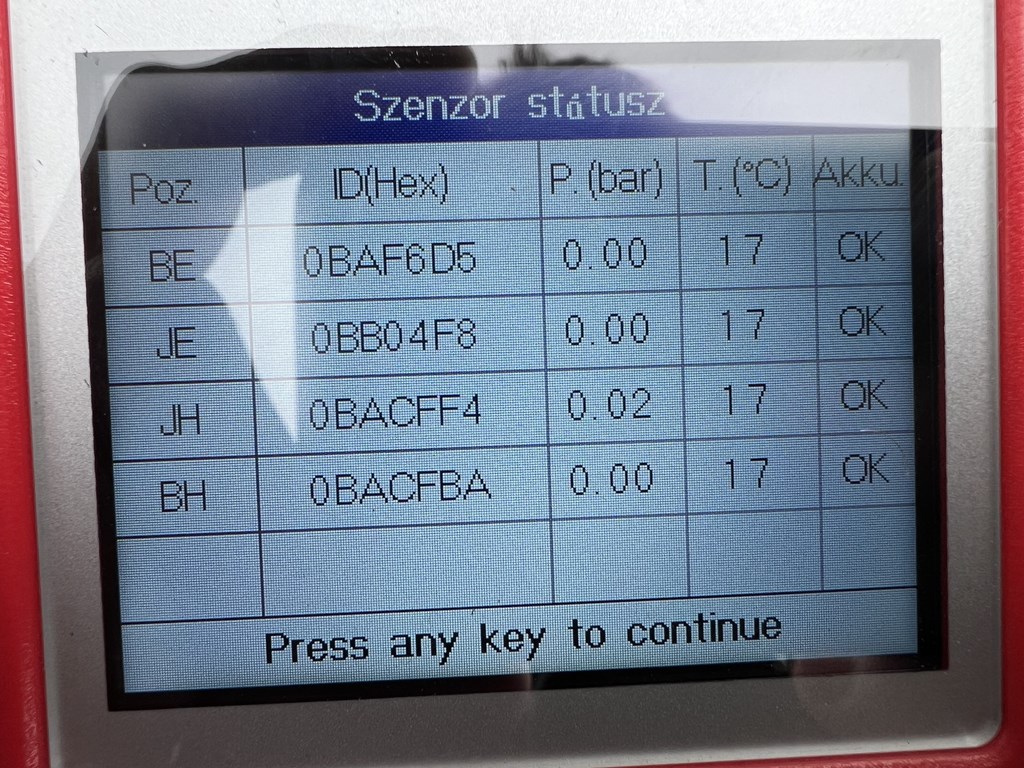 Szenzor státusz
Poz. ID(Hex) P. (bar) T. (°C) Akku.
BE 0BAF6D5 0.00 17 OK
JE 0BB04F8 0.00 17 OK
JH 0BACFF4 0.02 17 OK
BH 0BACFBA 0.00 17 OK
Press any key to continue